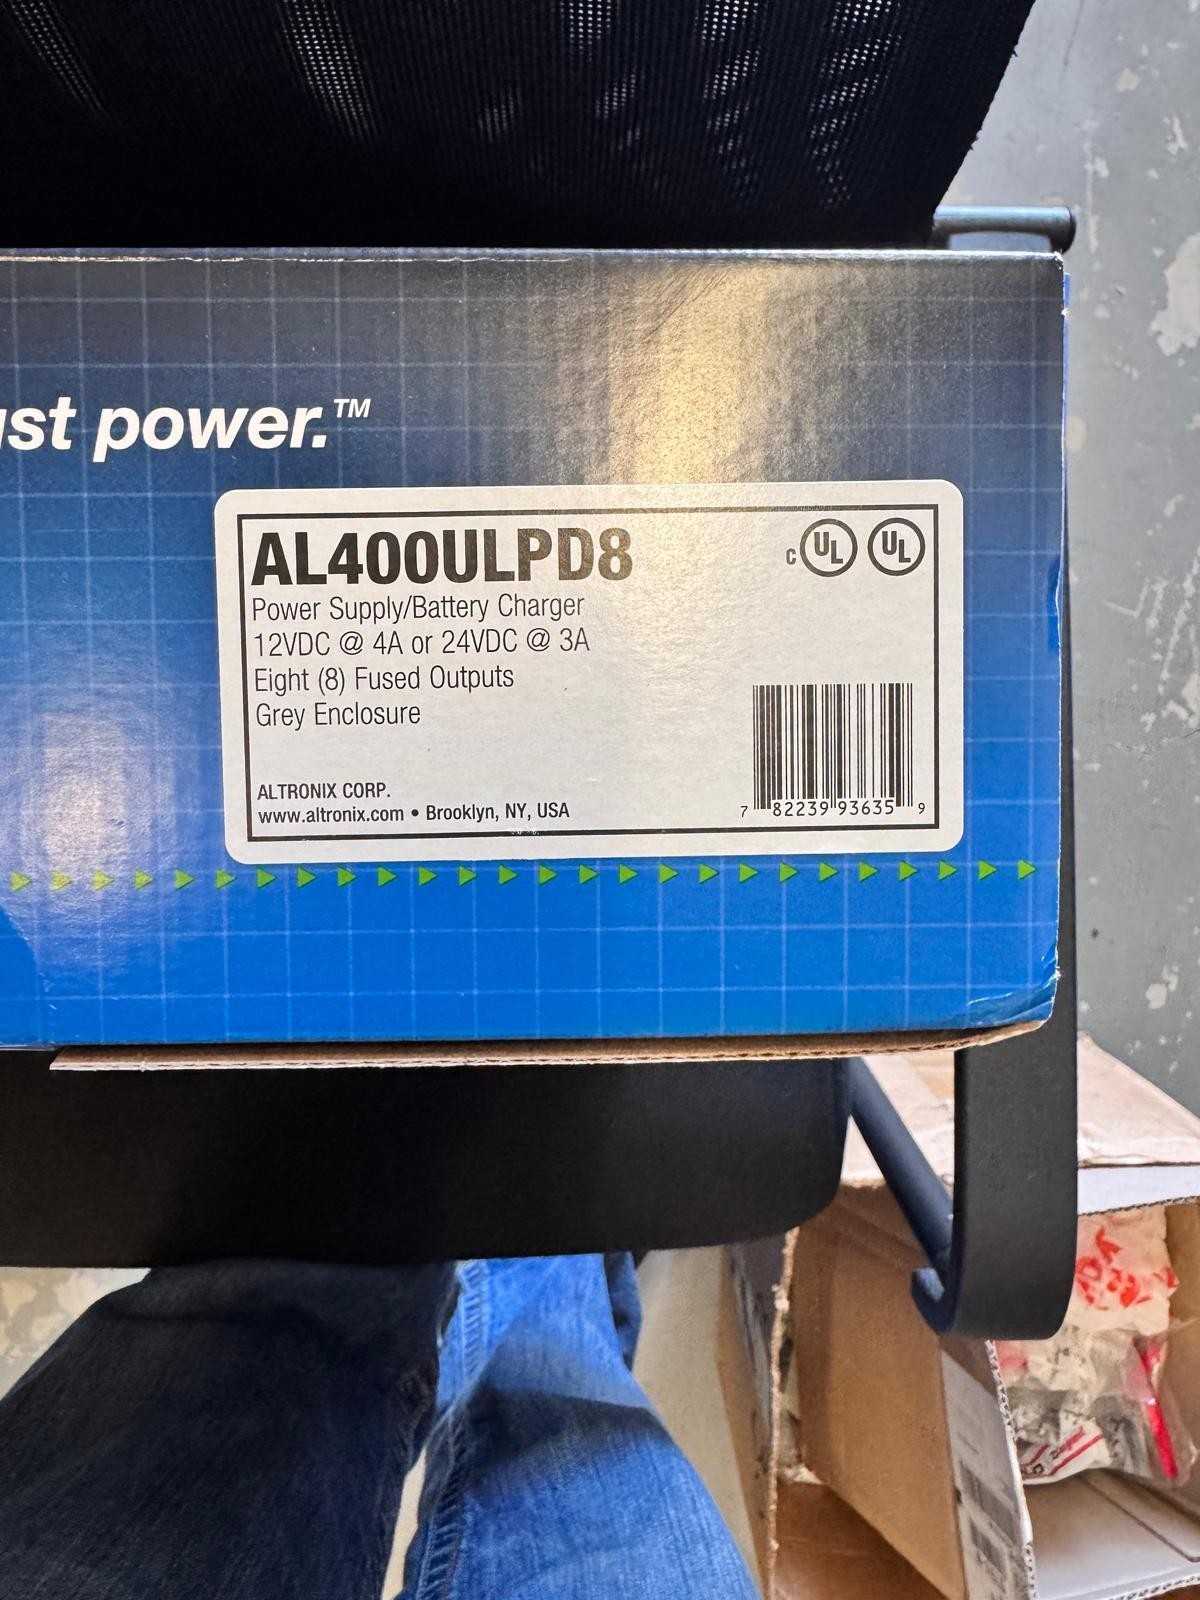 ust power.™
AL400ULPD8
c UL UL
Power Supply/Battery Charger
12VDC @ 4A or 24VDC @ 3A
Eight (8) Fused Outputs
Grey Enclosure
ALTRONIX CORP.
www.altronix.com • Brooklyn, NY, USA
7 82239 93635 9